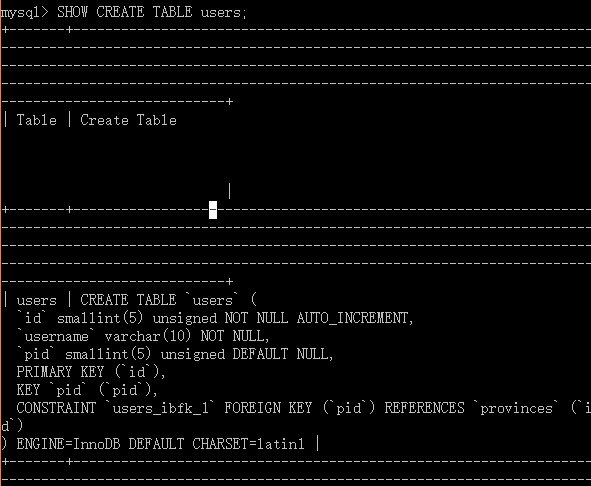 mysql> SHOW CREATE TABLE users;
+-------+------------------------------------------------------------------------
--------------------------------------------------------------------------------
--------------------------------------------------------------------------------
--------------------------------------------------------------------------------
------------------------------+
| Table | Create Table
|
+-------+------------------------------------------------------------------------
--------------------------------------------------------------------------------
--------------------------------------------------------------------------------
--------------------------------------------------------------------------------
------------------------------+
| users | CREATE TABLE `users` (
`id` smallint(5) unsigned NOT NULL AUTO_INCREMENT,
`username` varchar(10) NOT NULL,
`pid` smallint(5) unsigned DEFAULT NULL,
PRIMARY KEY (`id`),
KEY `pid` (`pid`),
CONSTRAINT `users_ibfk_1` FOREIGN KEY (`pid`) REFERENCES `provinces` (`i
d`)
) ENGINE=InnoDB DEFAULT CHARSET=latin1 |
+-------+------------------------------------------------------------------------
--------------------------------------------------------------------------------